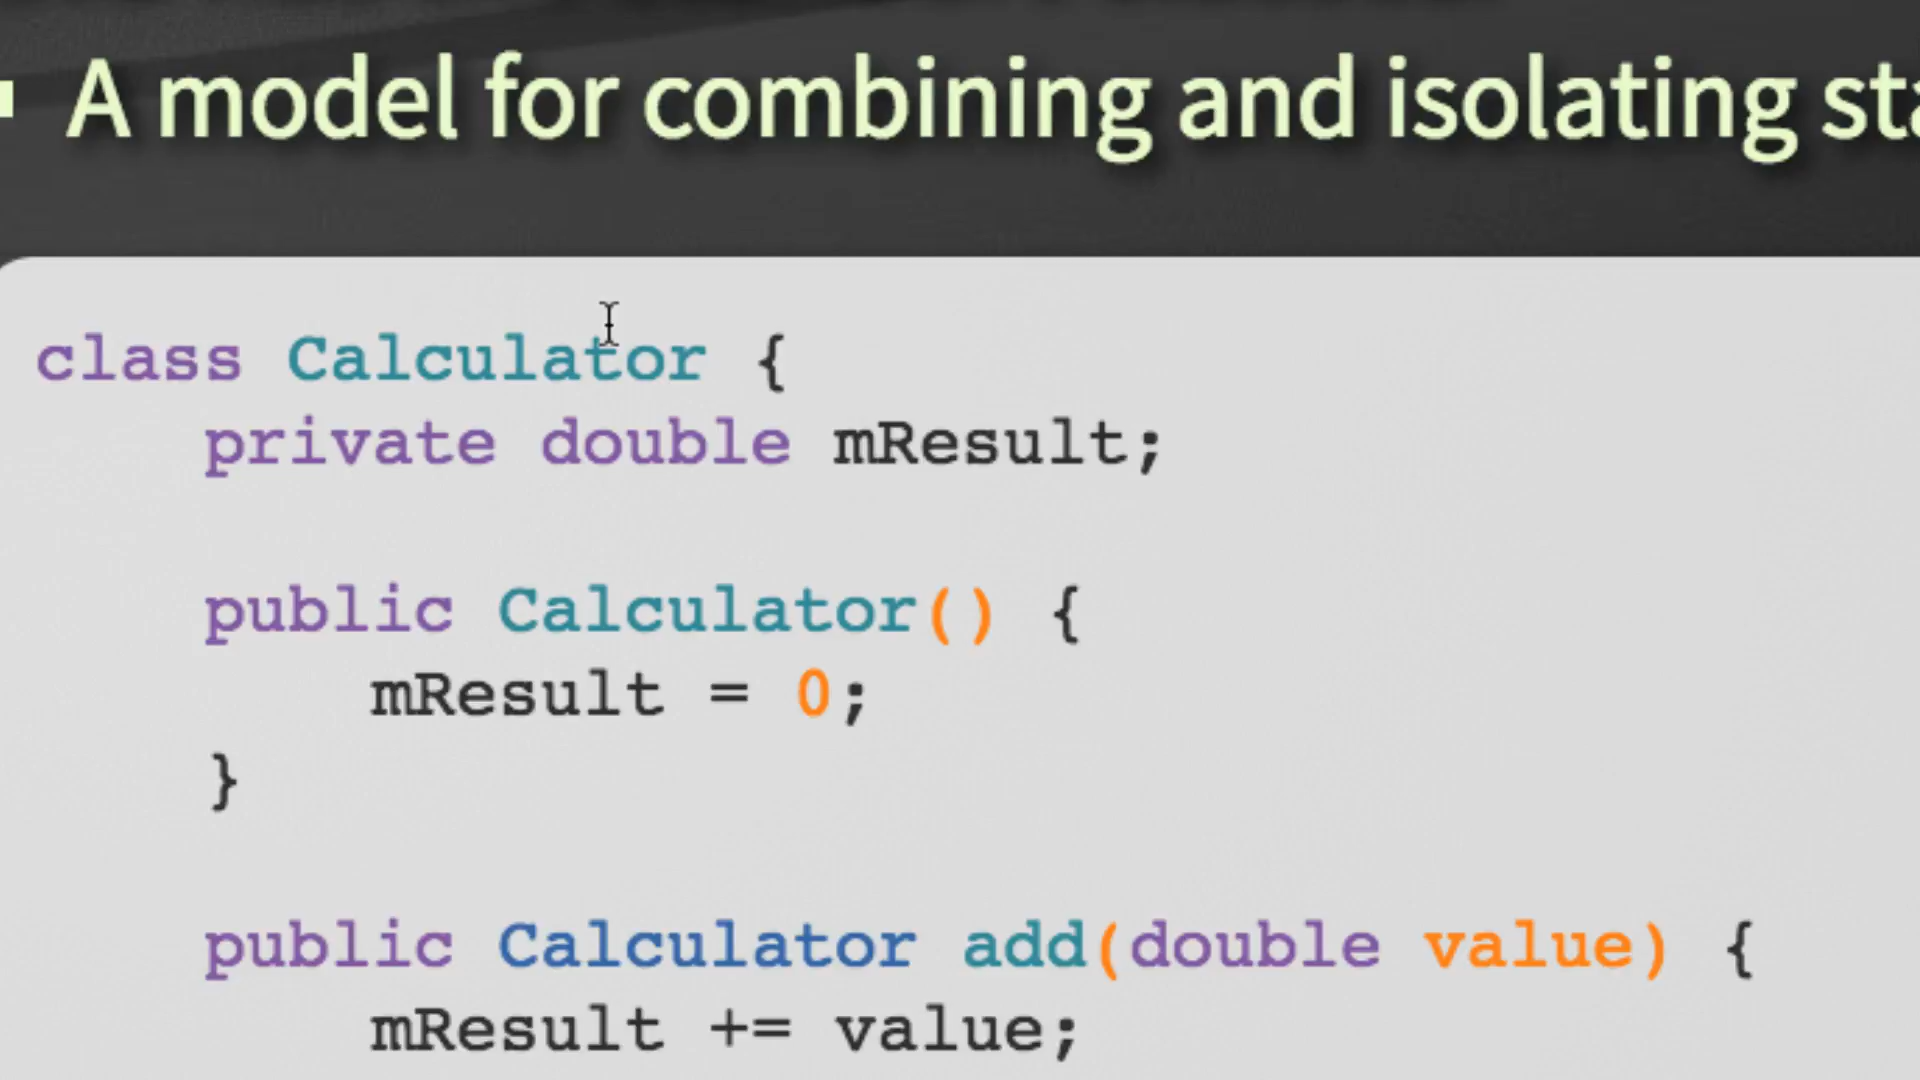 A model for combining and isolating
class Calculator {
private double mResult;
public Calculator() {
mResult = 0;
}
public Calculator add(double value) {
mResult += value;